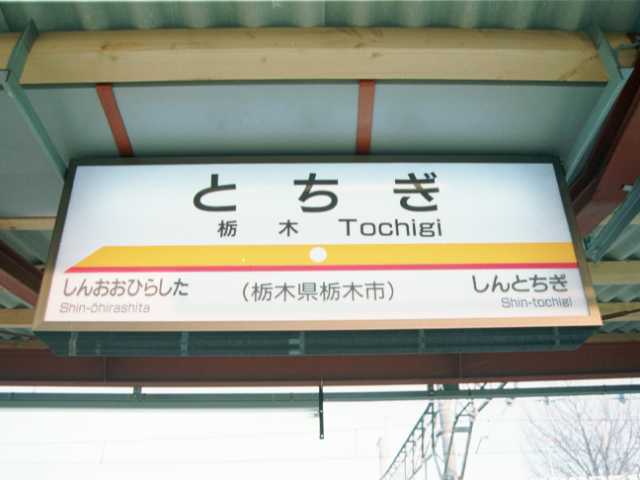 とちぎ
栃木 Tochigi
しんおおひらした
Shin-ōhirashita
(栃木県栃木市)
しんとちぎ
Shin-tochigi